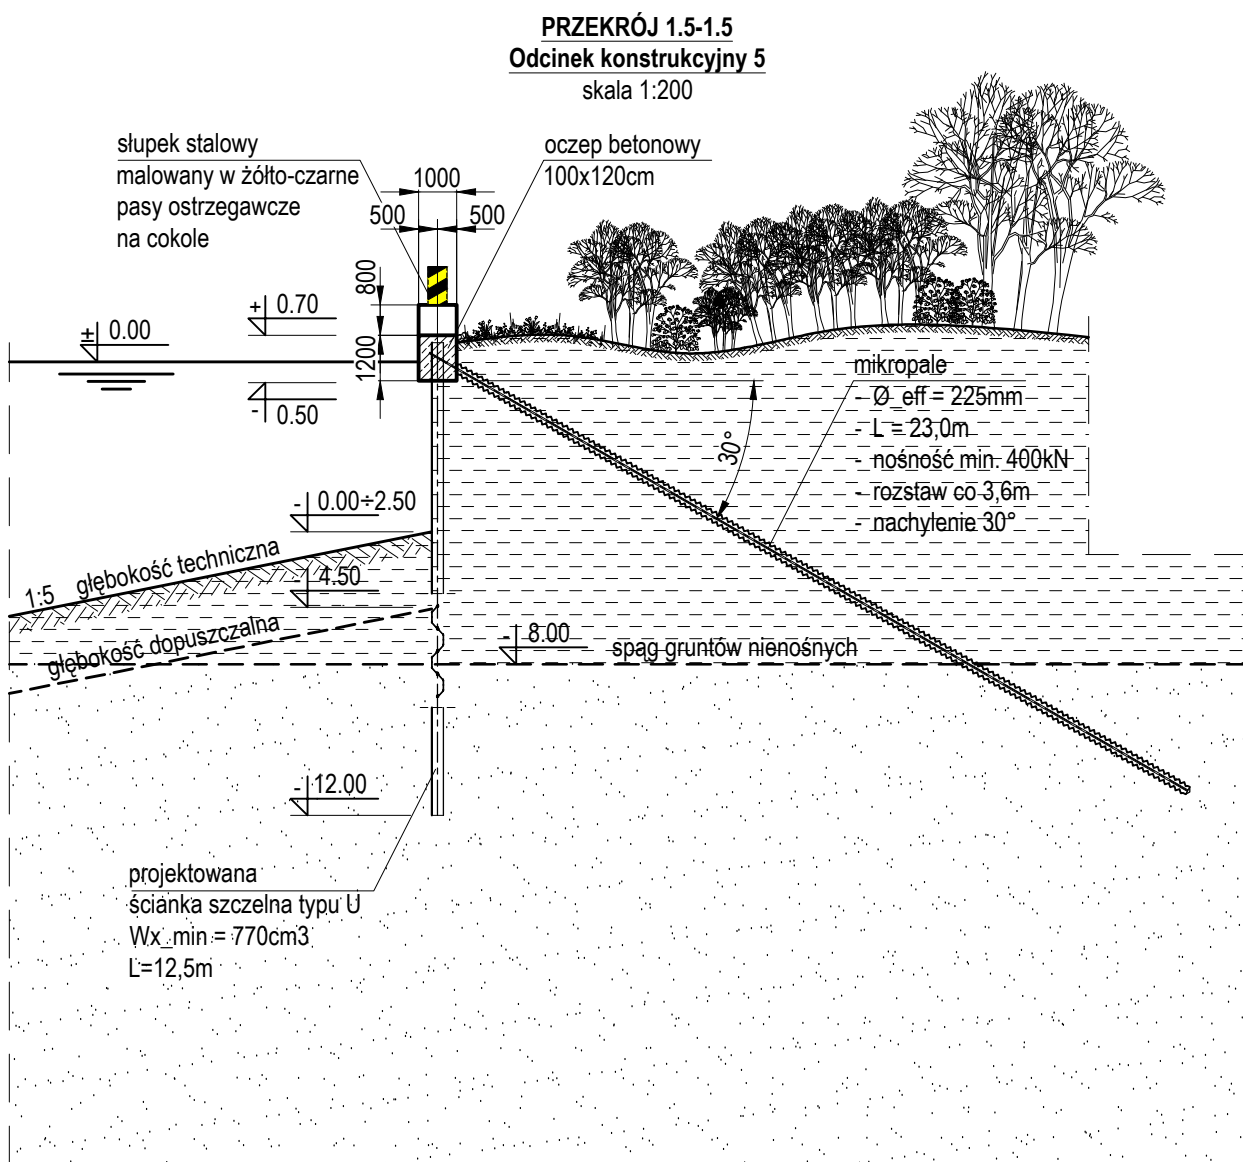 PRZEKRÓJ 1.5-1.5
Odcinek konstrukcyjny 5
skala 1:200
słupek stalowy
malowany w żółto-czarne
pasy ostrzegawcze
na cokole
oczep betonowy
100x120cm
1000
500
500
800
1200
+ 0.70
± 0.00
- 0.50
mikropale
- Ø_eff = 225mm
- L = 23,0m
- nośność min. 400kN
- rozstaw co 3,6m
- nachylenie 30°
30°
- 0.00÷2.50
1:5 głębokość techniczna
- 4.50
głębokość dopuszczalna
- 8.00
spąg gruntów nienośnych
- 12.00
projektowana
ścianka szczelna typu U
Wx_min = 770cm3
L=12,5m